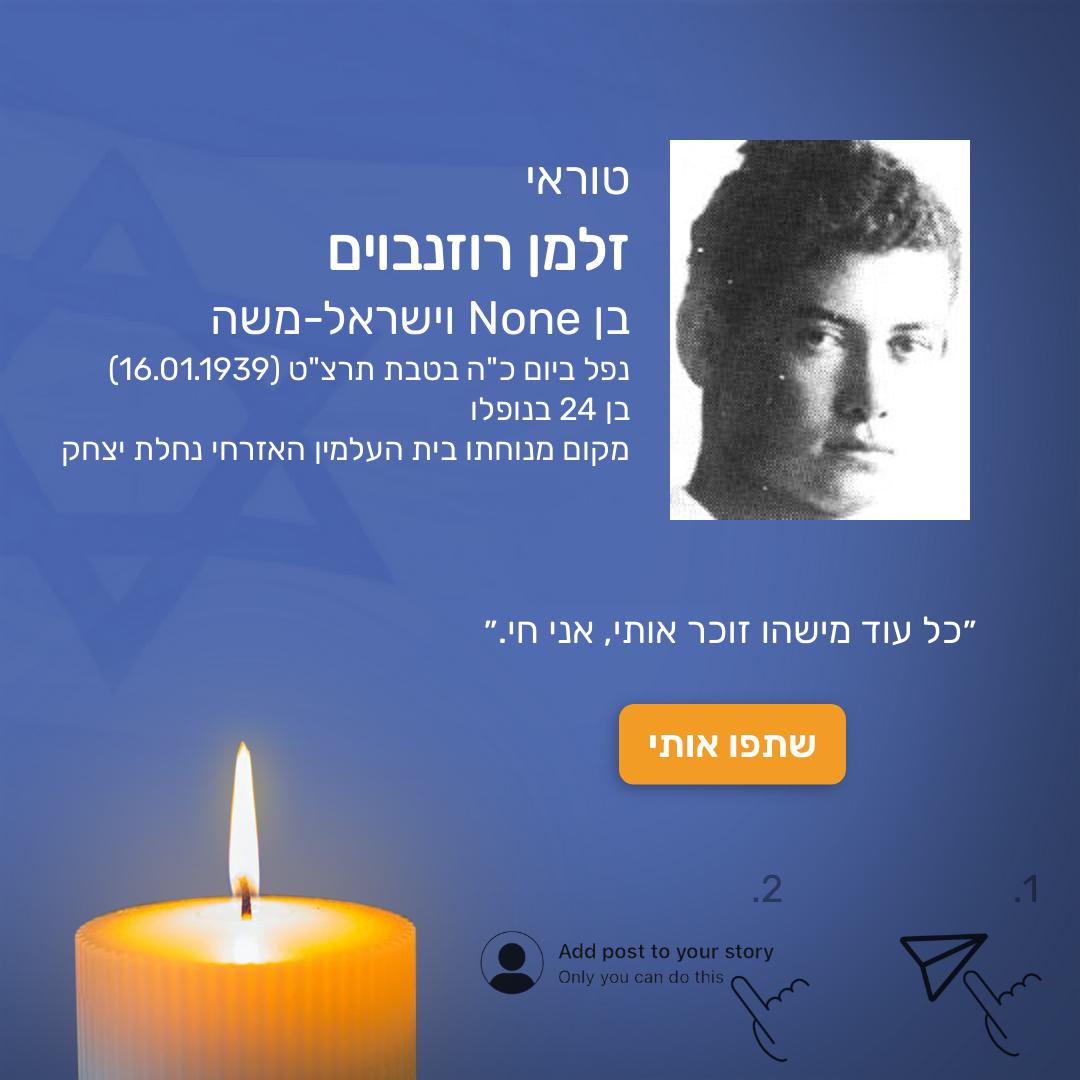 טוראי
זלמן רוזנבוים
בן None וישראל-משה
נפל ביום כ"ה בטבת תרצ"ט (16.01.1939)
בן 24 בנופלו
מקום מנוחתו בית העלמין האזרחי נחלת יצחק
״כל עוד מישהו זוכר אותי, אני חי.״
שתפו אותי
1.
2.
Add post to your story
Only you can do this